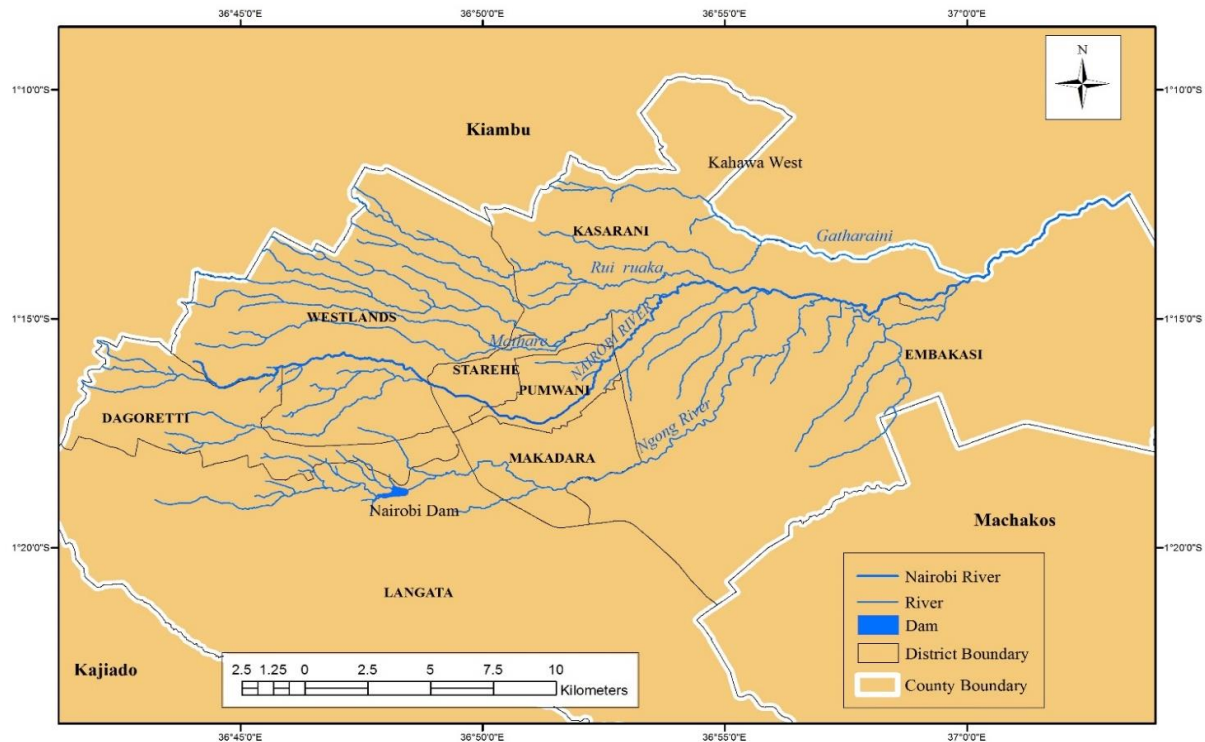 36°45'0"E 36°50'0"E 36°55'0"E 37°0'0"E
N
1°10'0"S 1°10'0"S
Kiambu
Kahawa West
KASARANI
Gatharaini
Rui ruaka
WESTLANDS
1°15'0"S 1°15'0"S
Mathare
NAIROBI RIVER
EMBAKASI
STAREHE
PUMWANI
DAGORETTI
Ngong River
MAKADARA
Nairobi Dam
Machakos
1°20'0"S 1°20'0"S
LANGATA
Nairobi River
River
Dam
District Boundary
County Boundary
Kajiado
2.5 1.25 0 2.5 5 7.5 10
Kilometers
36°45'0"E 36°50'0"E 36°55'0"E 37°0'0"E